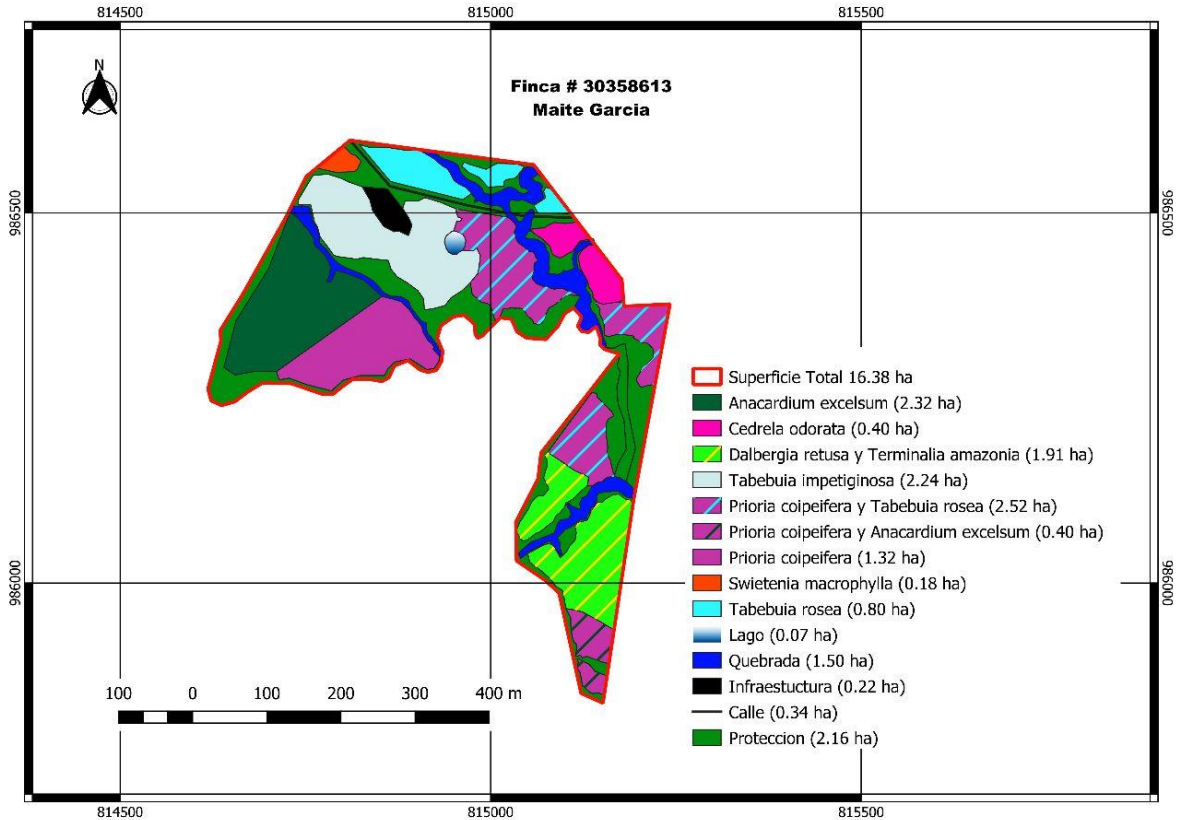 814500 815000 815500
N
Finca # 30358613
Maite Garcia
986500 986500
Superficie Total 16.38 ha
Anacardium excelsum (2.32 ha)
Cedrela odorata (0.40 ha)
Dalbergia retusa y Terminalia amazonia (1.91 ha)
Tabebuia impetiginosa (2.24 ha)
Prioria coipeifera y Tabebuia rosea (2.52 ha)
Prioria coipeifera y Anacardium excelsum (0.40 ha)
Prioria coipeifera (1.32 ha)
Swietenia macrophylla (0.18 ha)
Tabebuia rosea (0.80 ha)
Lago (0.07 ha)
Quebrada (1.50 ha)
Infraestuctura (0.22 ha)
Calle (0.34 ha)
Proteccion (2.16 ha)
986000 986000
100 0 100 200 300 400 m
814500 815000 815500